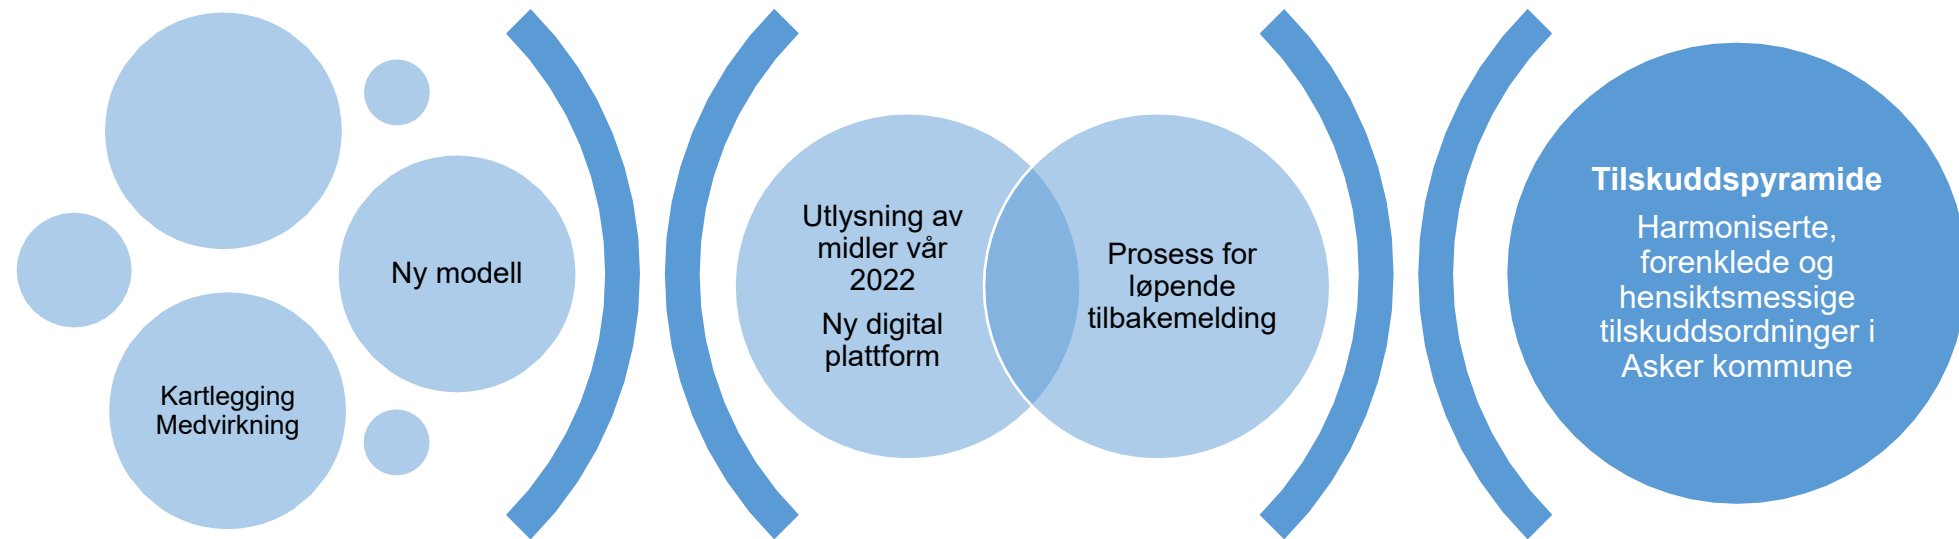 Ny modell
Kartlegging
Medvirkning
Utlysning av
midler vår
2022
Ny digital
plattform
Prosess for
løpende
tilbakemelding
Tilskuddspyramide
Harmoniserte,
forenklede og
hensiktsmessige
tilskuddsordninger i
Asker kommune